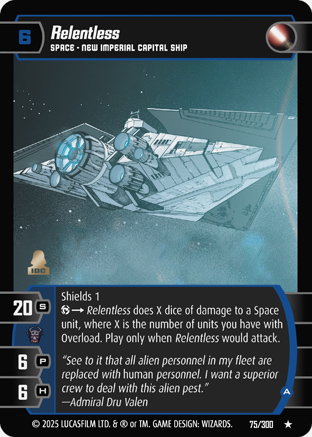 6
Relentless
SPACE - NEW IMPERIAL CAPITAL SHIP
IDC
20 S
Shields 1
Relentless does X dice of damage to a Space
unit, where X is the number of units you have with
Overload. Play only when Relentless would attack.
6 P
6 H
“See to it that all alien personnel in my fleet are
replaced with human personnel. I want a superior
crew to deal with this alien pest.”
—Admiral Dru Valen
A
© 2025 LUCASFILM LTD. & ® or TM. GAME DESIGN: WIZARDS. 75/300